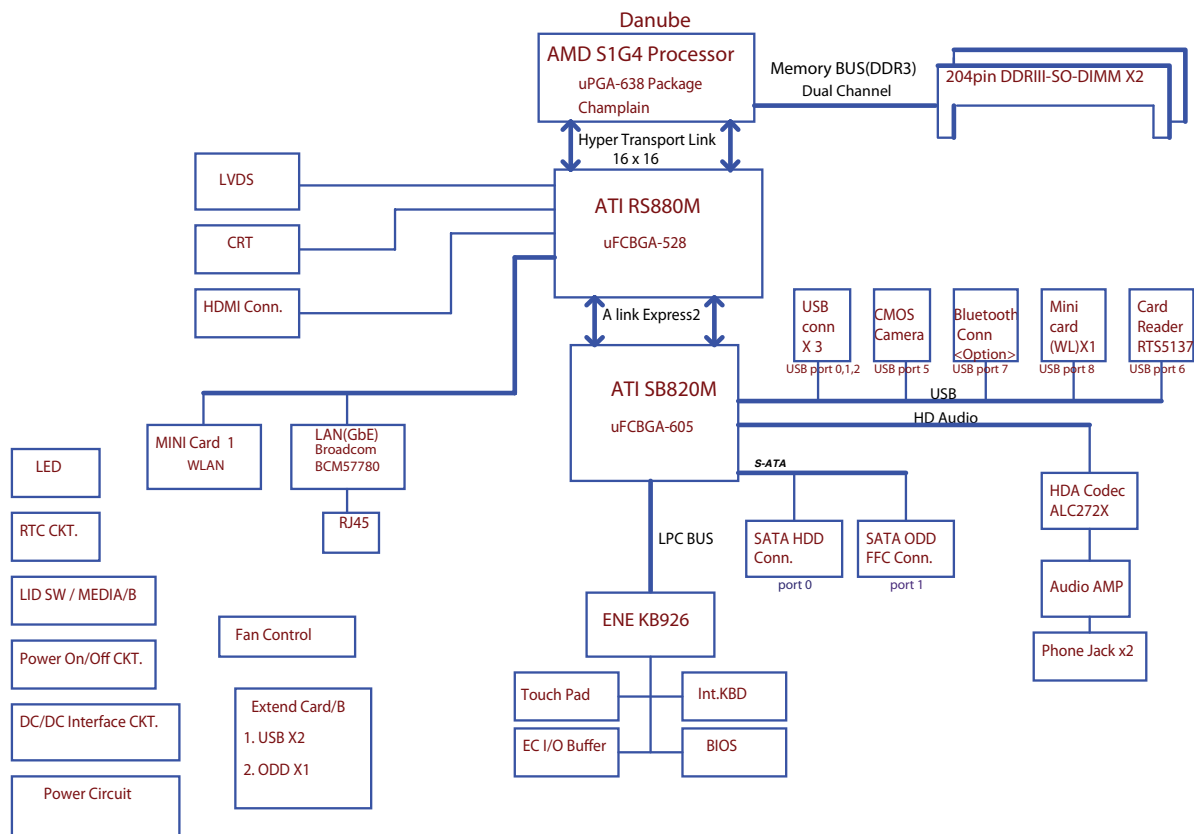 Danube
AMD S1G4 Processor
uPGA-638 Package
Champlain
Memory BUS(DDR3)
Dual Channel
204pin DDRIII-SO-DIMM X2
Hyper Transport Link
16 x 16
LVDS
CRT
HDMI Conn.
ATI RS880M
uFCBGA-528
A link Express2
USB
conn
X 3
USB port 0,1,2
CMOS
Camera
USB port 5
Bluetooth
Conn
<Option>
USB port 7
Mini
card
(WL)X1
USB port 8
Card
Reader
RTS5137
USB port 6
ATI SB820M
uFCBGA-605
USB
HD Audio
S-ATA
MINI Card 1
WLAN
LAN(GbE)
Broadcom
BCM57780
RJ45
LED
RTC CKT.
LID SW / MEDIA/B
Power On/Off CKT.
DC/DC Interface CKT.
Power Circuit
Fan Control
Extend Card/B
1. USB X2
2. ODD X1
LPC BUS
SATA HDD
Conn.
port 0
SATA ODD
FFC Conn.
port 1
HDA Codec
ALC272X
Audio AMP
Phone Jack x2
ENE KB926
Touch Pad
Int.KBD
EC I/O Buffer
BIOS